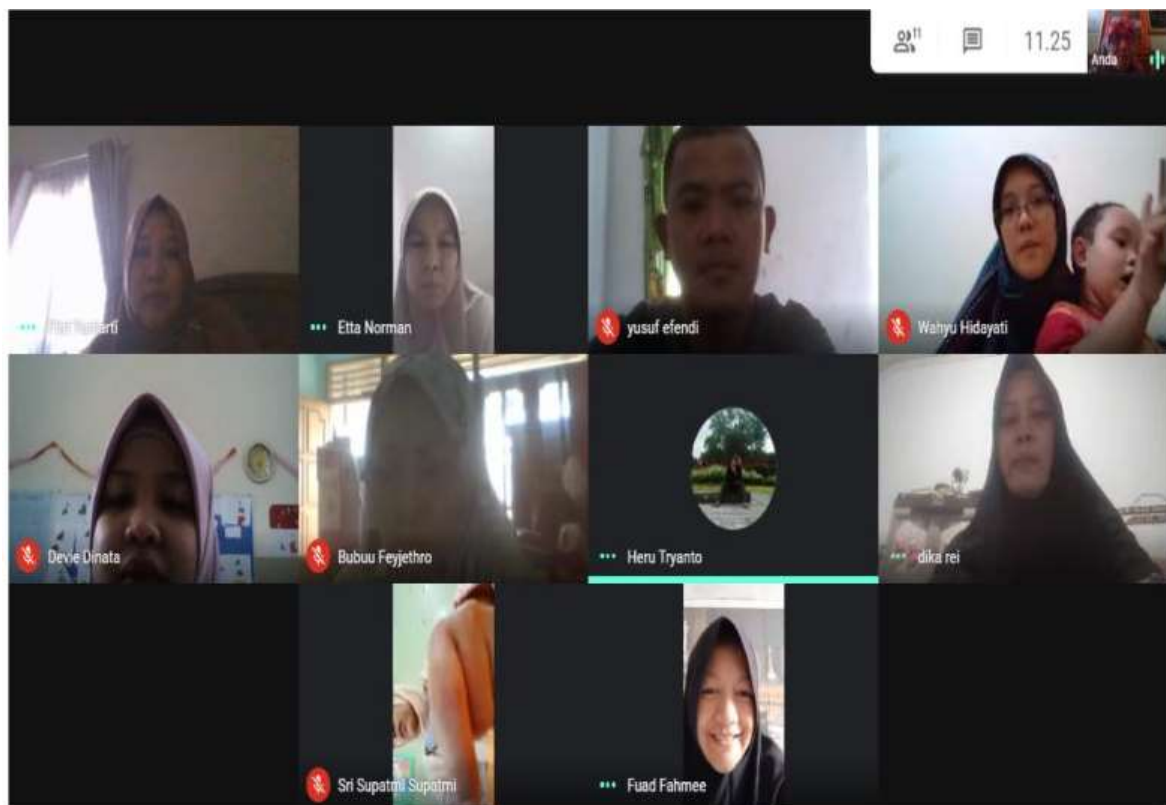 11
11.25
Anda
Etta Norman
yusuf efendi
Wahyu Hidayati
Devie Dinata
Bubuu Feyjethro
Heru Tryanto
dika rei
Sri Supatmi Supatmi
Fuad Fahmee